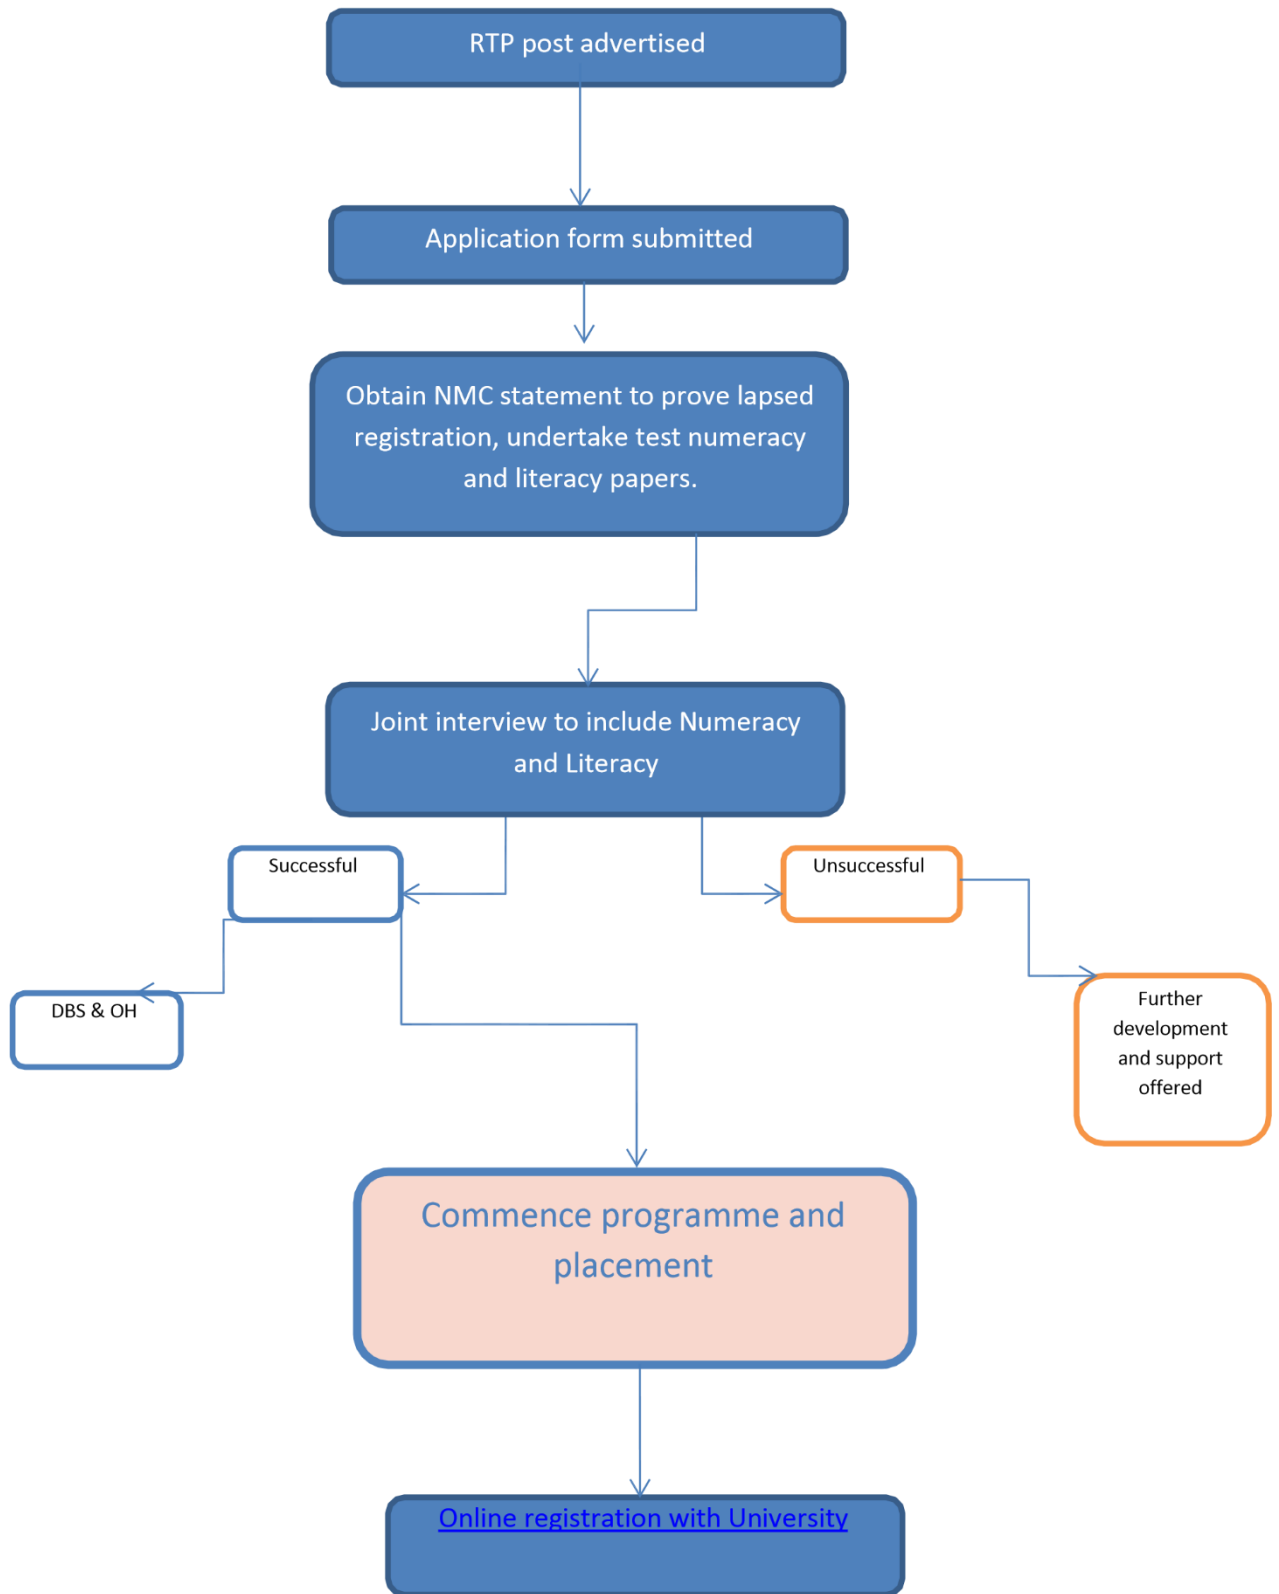 RTP post advertised
Application form submitted
Obtain NMC statement to prove lapsed
registration, undertake test numeracy
and literacy papers.
Joint interview to include Numeracy
and Literacy
Successful
Unsuccessful
DBS & OH
Further
development
and support
offered
Commence programme and
placement
Online registration with University